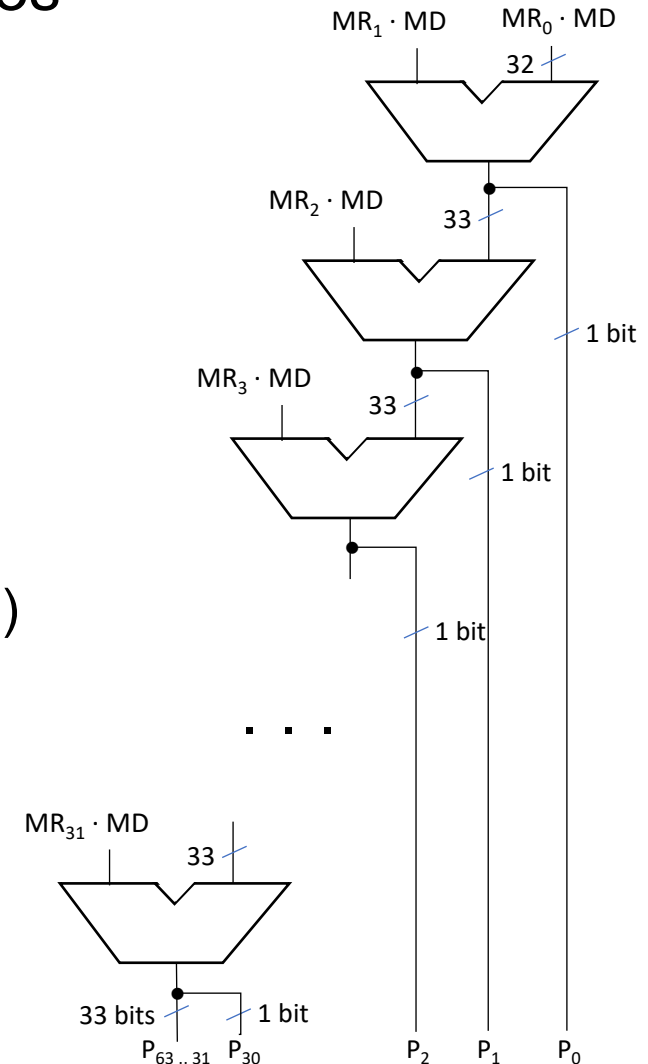 MR₁ · MD MR₀ · MD
32
MR₂ · MD
33
1 bit
MR₃ · MD
33
1 bit
)
1 bit
. . .
MR₃₁ · MD
33
33 bits 1 bit
P₆₃..₃₁ P₃₀ P₂ P₁ P₀